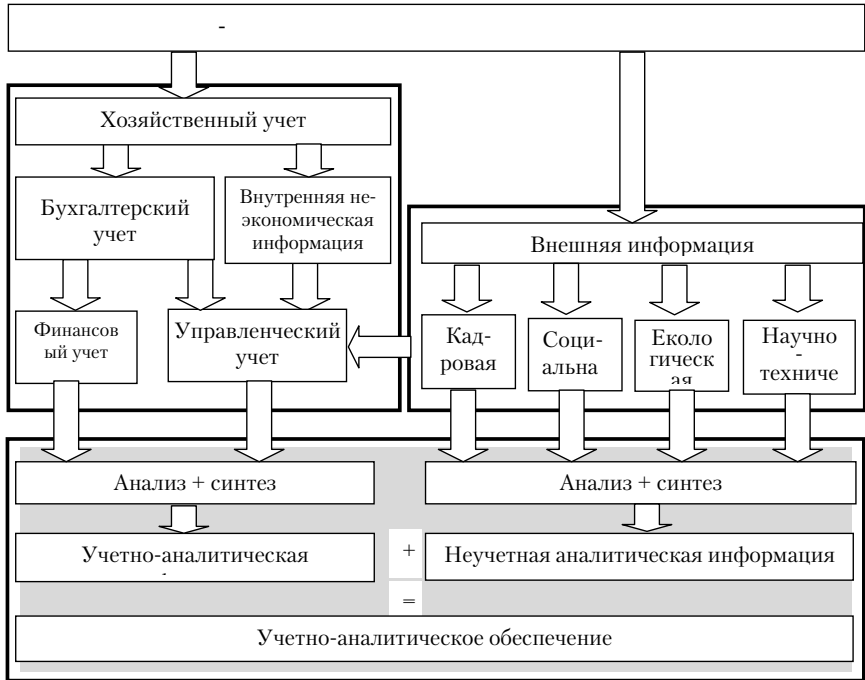 -
Хозяйственный учет
Бухгалтерский
учет
Внутренняя не-
экономическая
информация
Внешняя информация
Финансов
ый учет
Управленческий
учет
Кад-
ровая
Соци-
альна
Еколо
гическ
ая
Научно
-
техниче
Анализ + синтез
Анализ + синтез
Учетно-аналитическая
+
Неучетная аналитическая информация
=
Учетно-аналитическое обеспечение